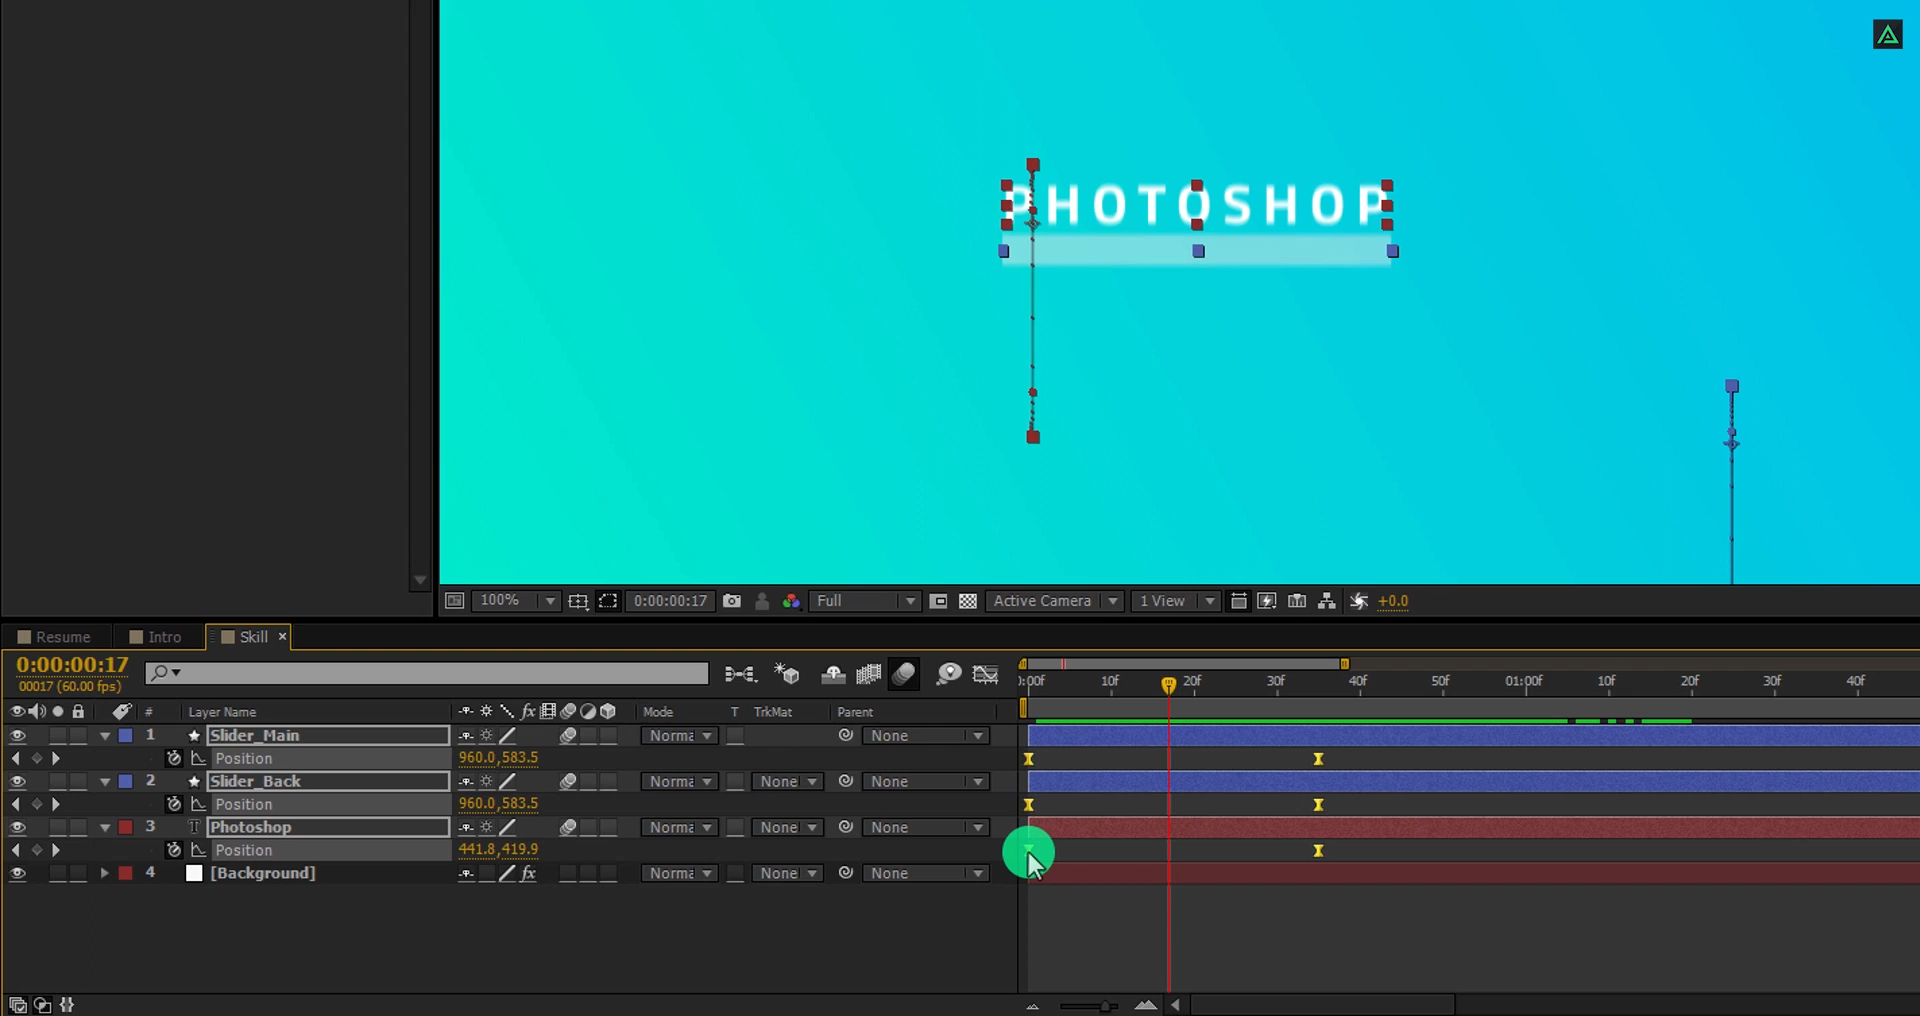 PHOTOSHOP
100%
0:00:00:17
Full
Active Camera
1 View
+0.0
Resume
Intro
Skill ×
0:00:00:17
00017 (60.00 fps)
):00f 10f 20f 30f 40f 50f 01:00f 10f 20f 30f 40f
# Layer Name fx Mode T TrkMat Parent
1 Slider_Main Norma None
Position 960.0,583.5
2 Slider_Back Norma None None
Position 960.0,583.5
3 T Photoshop Norma None None
Position 441.8,419.9
4 [Background] fx Norma None None